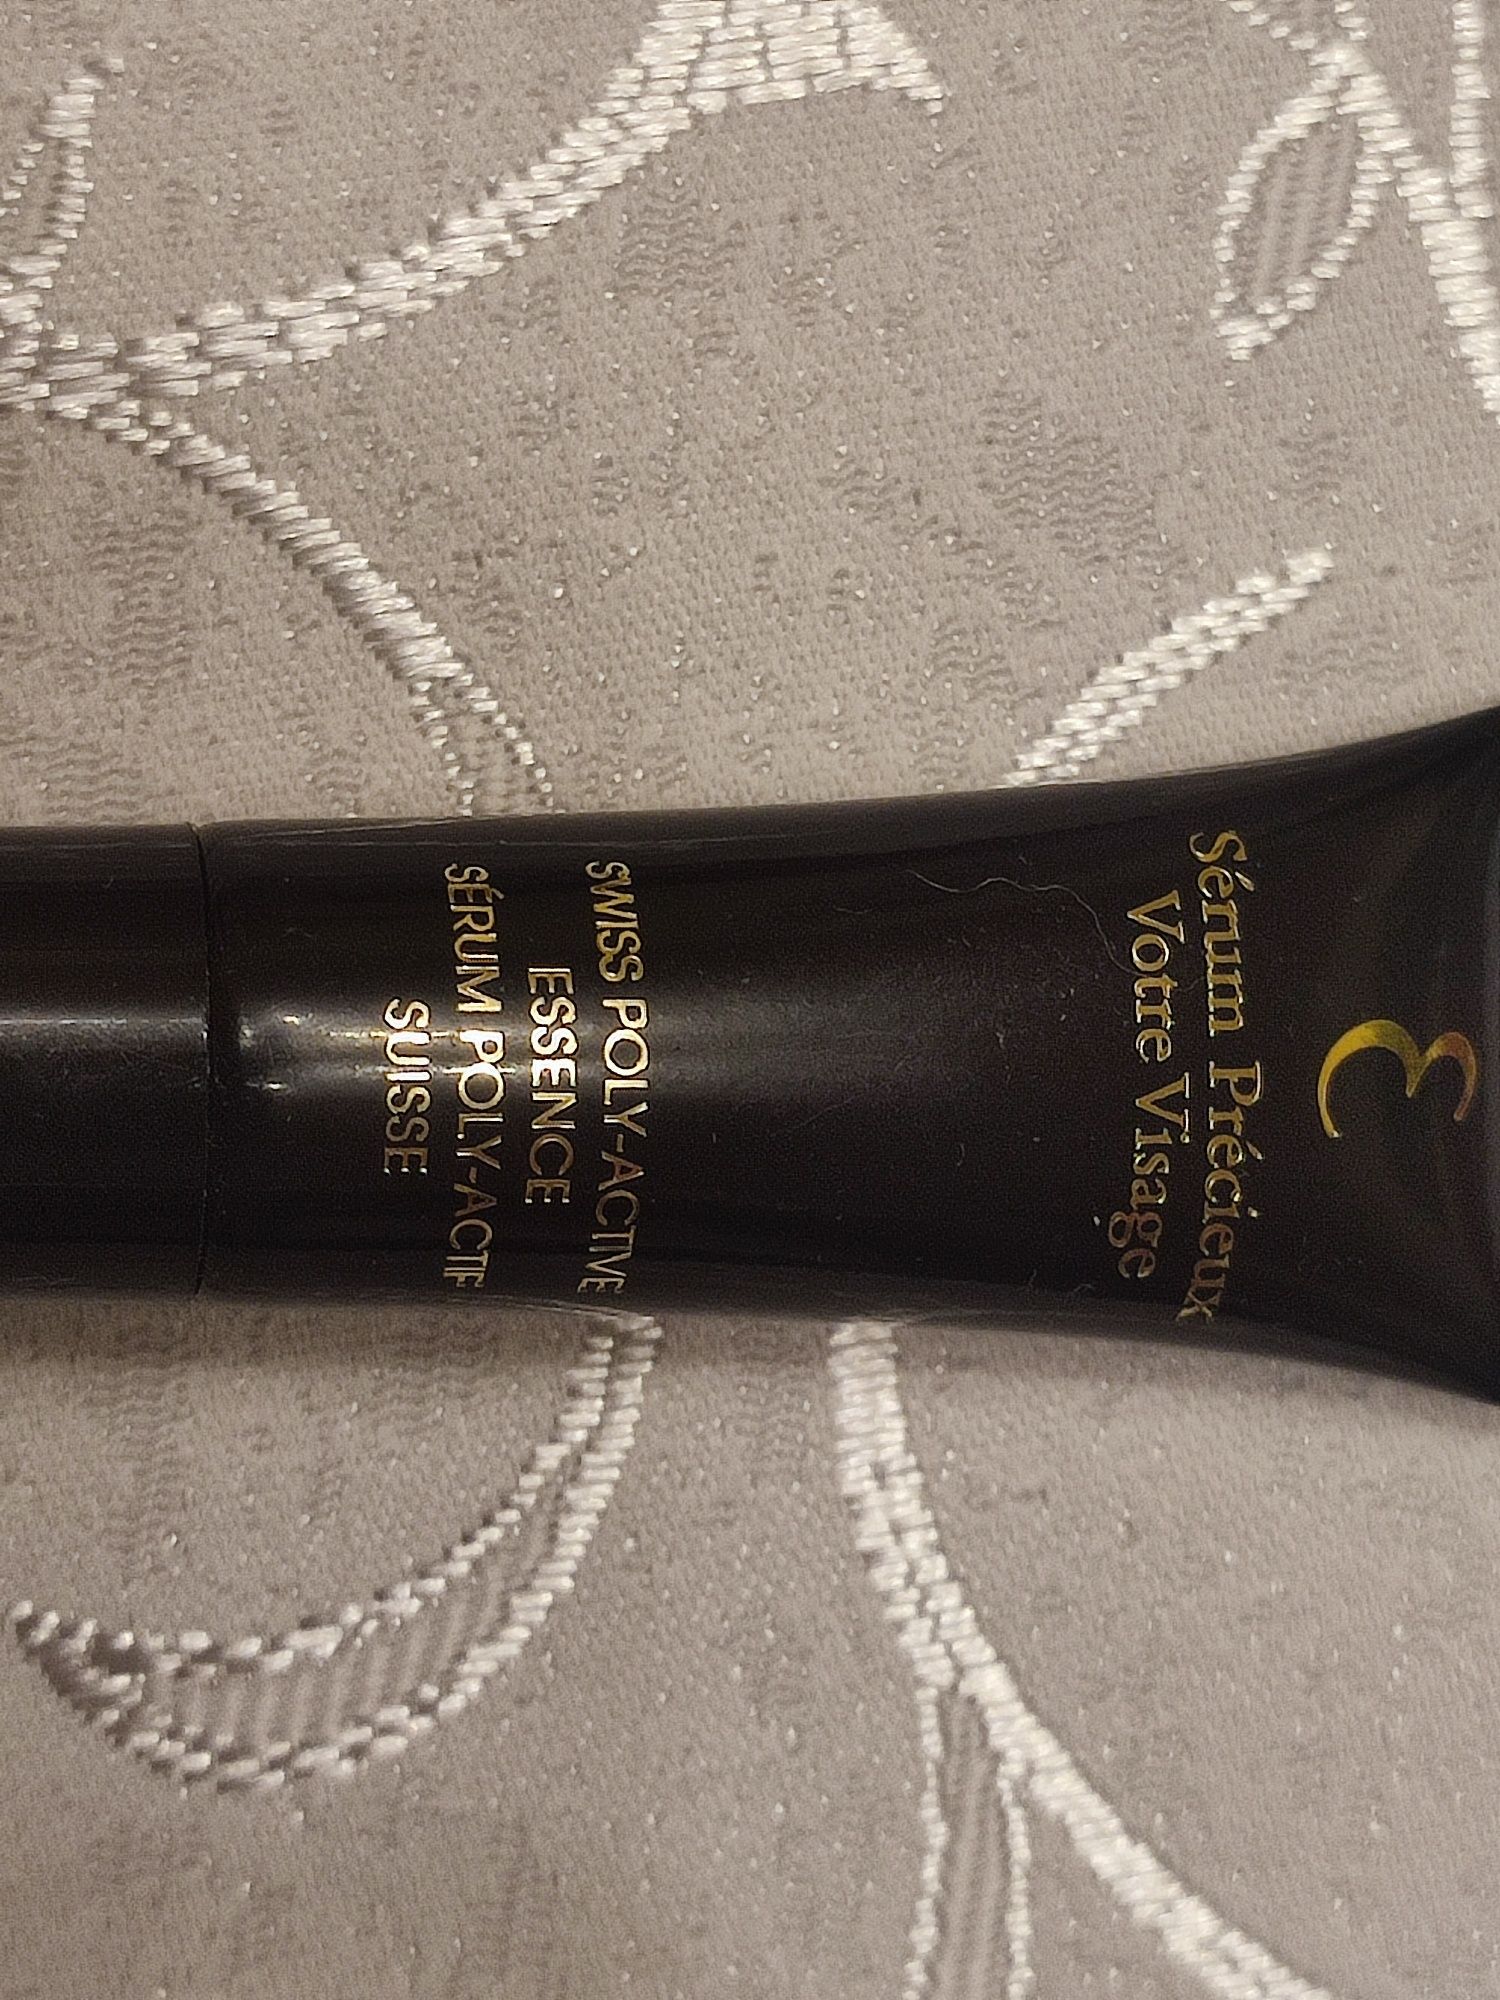 Sérum Précieux
Votre Visage
SWISS POLY-ACTIVE
ESSENCE
SÉRUM POLY-ACTIF
SUISSE